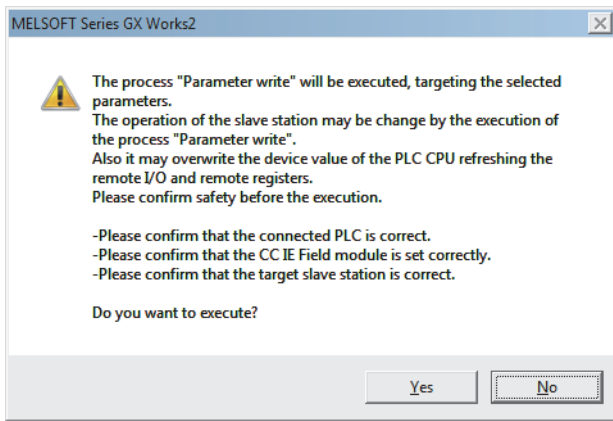 MELSOFT Series GX Works2
The process "Parameter write" will be executed, targeting the selected
parameters.
The operation of the slave station may be change by the execution of
the process "Parameter write".
Also it may overwrite the device value of the PLC CPU refreshing the
remote I/O and remote registers.
Please confirm safety before the execution.
-Please confirm that the connected PLC is correct.
-Please confirm that the CC IE Field module is set correctly.
-Please confirm that the target slave station is correct.
Do you want to execute?
Yes No